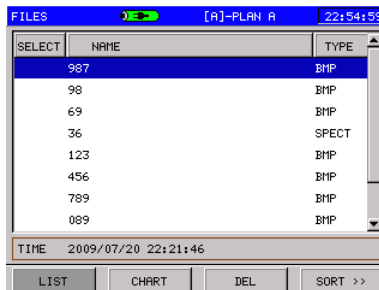 FILES [A]-PLAN A 22:54:59
SELECT NAME TYPE
987 BMP
98 BMP
69 BMP
36 SPECT
123 BMP
456 BMP
789 BMP
089 BMP
TIME 2009/07/20 22:21:46
LIST CHART DEL SORT >>